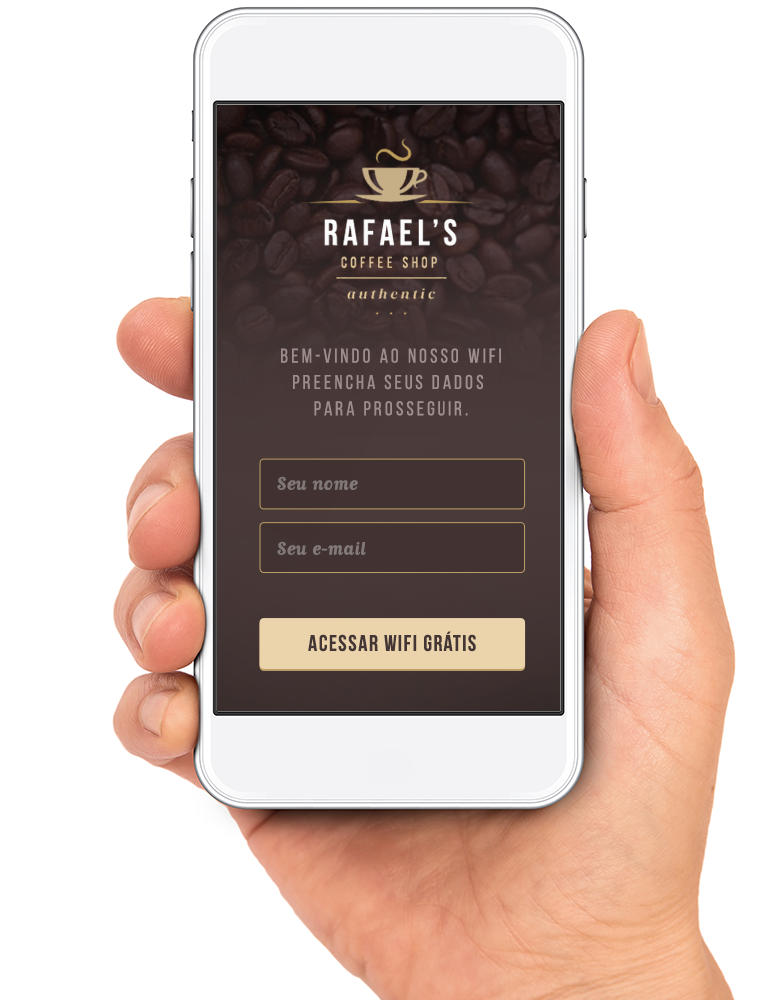 RAFAEL'S
COFFEE SHOP
authentic
BEM-VINDO AO NOSSO WIFI
PREENCHA SEUS DADOS
PARA PROSSEGUIR.
Seu nome
Seu e-mail
ACESSAR WIFI GRÁTIS